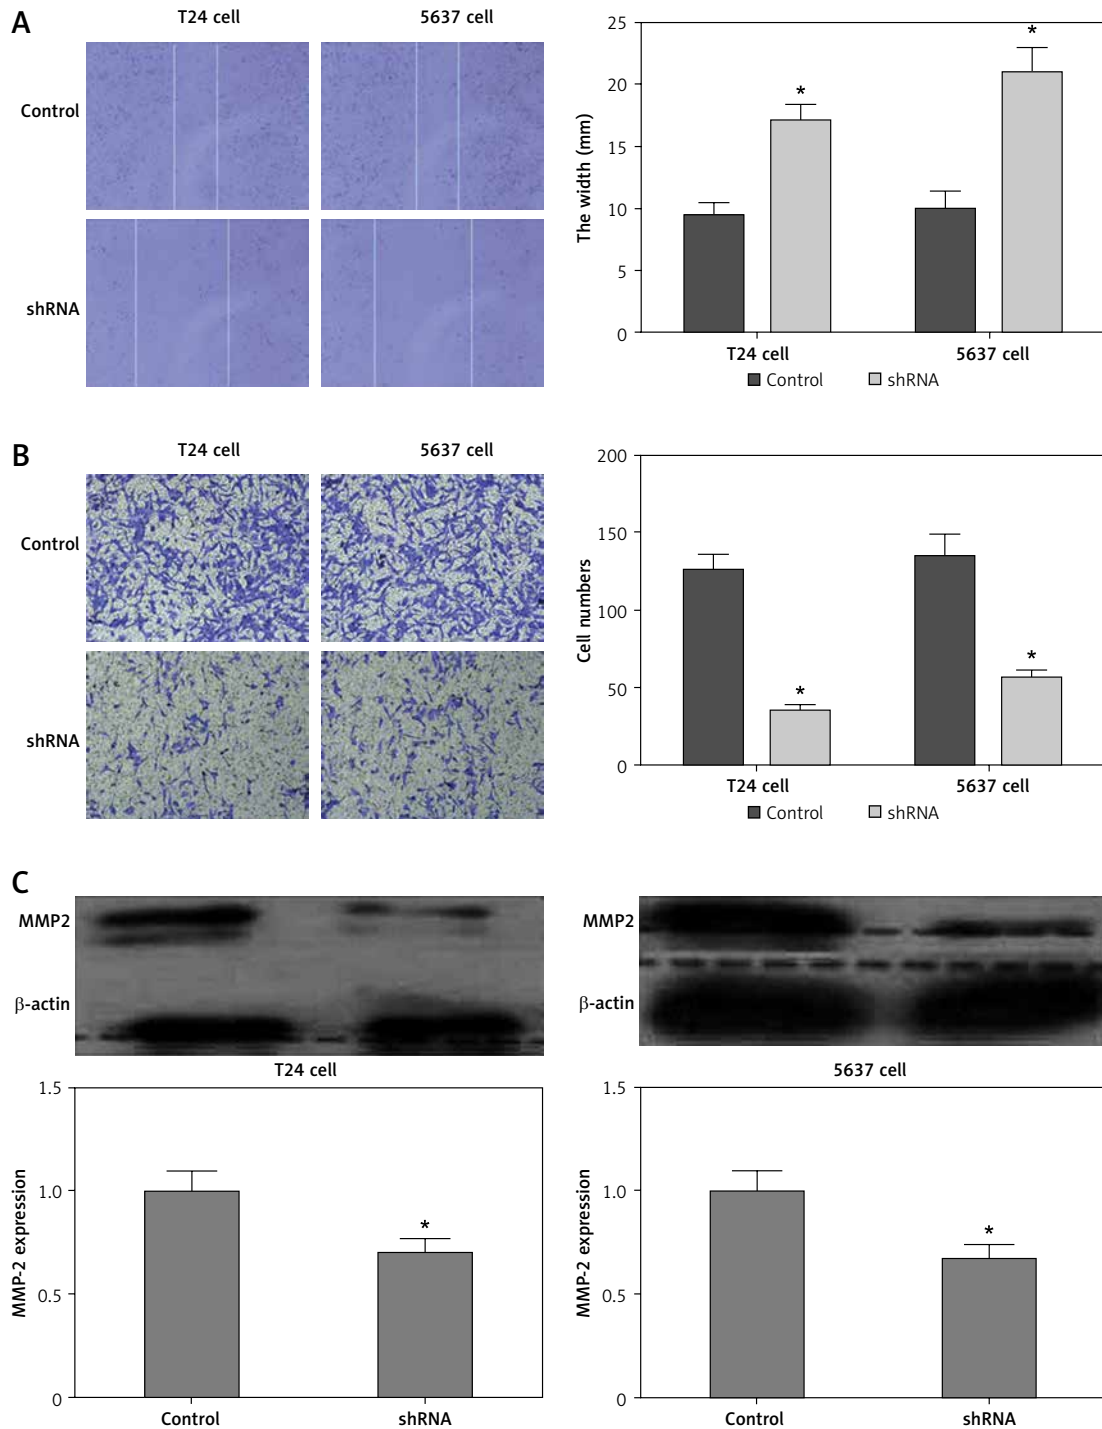 A
T24 cell
5637 cell
Control
shRNA
The width (mm)
25
20
15
10
5
0
*
*
T24 cell
5637 cell
Control
shRNA
B
T24 cell
5637 cell
Control
shRNA
Cell numbers
200
150
100
50
0
*
*
T24 cell
5637 cell
Control
shRNA
C
MMP2
β-actin
T24 cell
MMP-2 expression
1.5
1.0
0.5
0
*
Control
shRNA
MMP2
β-actin
5637 cell
MMP-2 expression
1.5
1.0
0.5
0
*
Control
shRNA